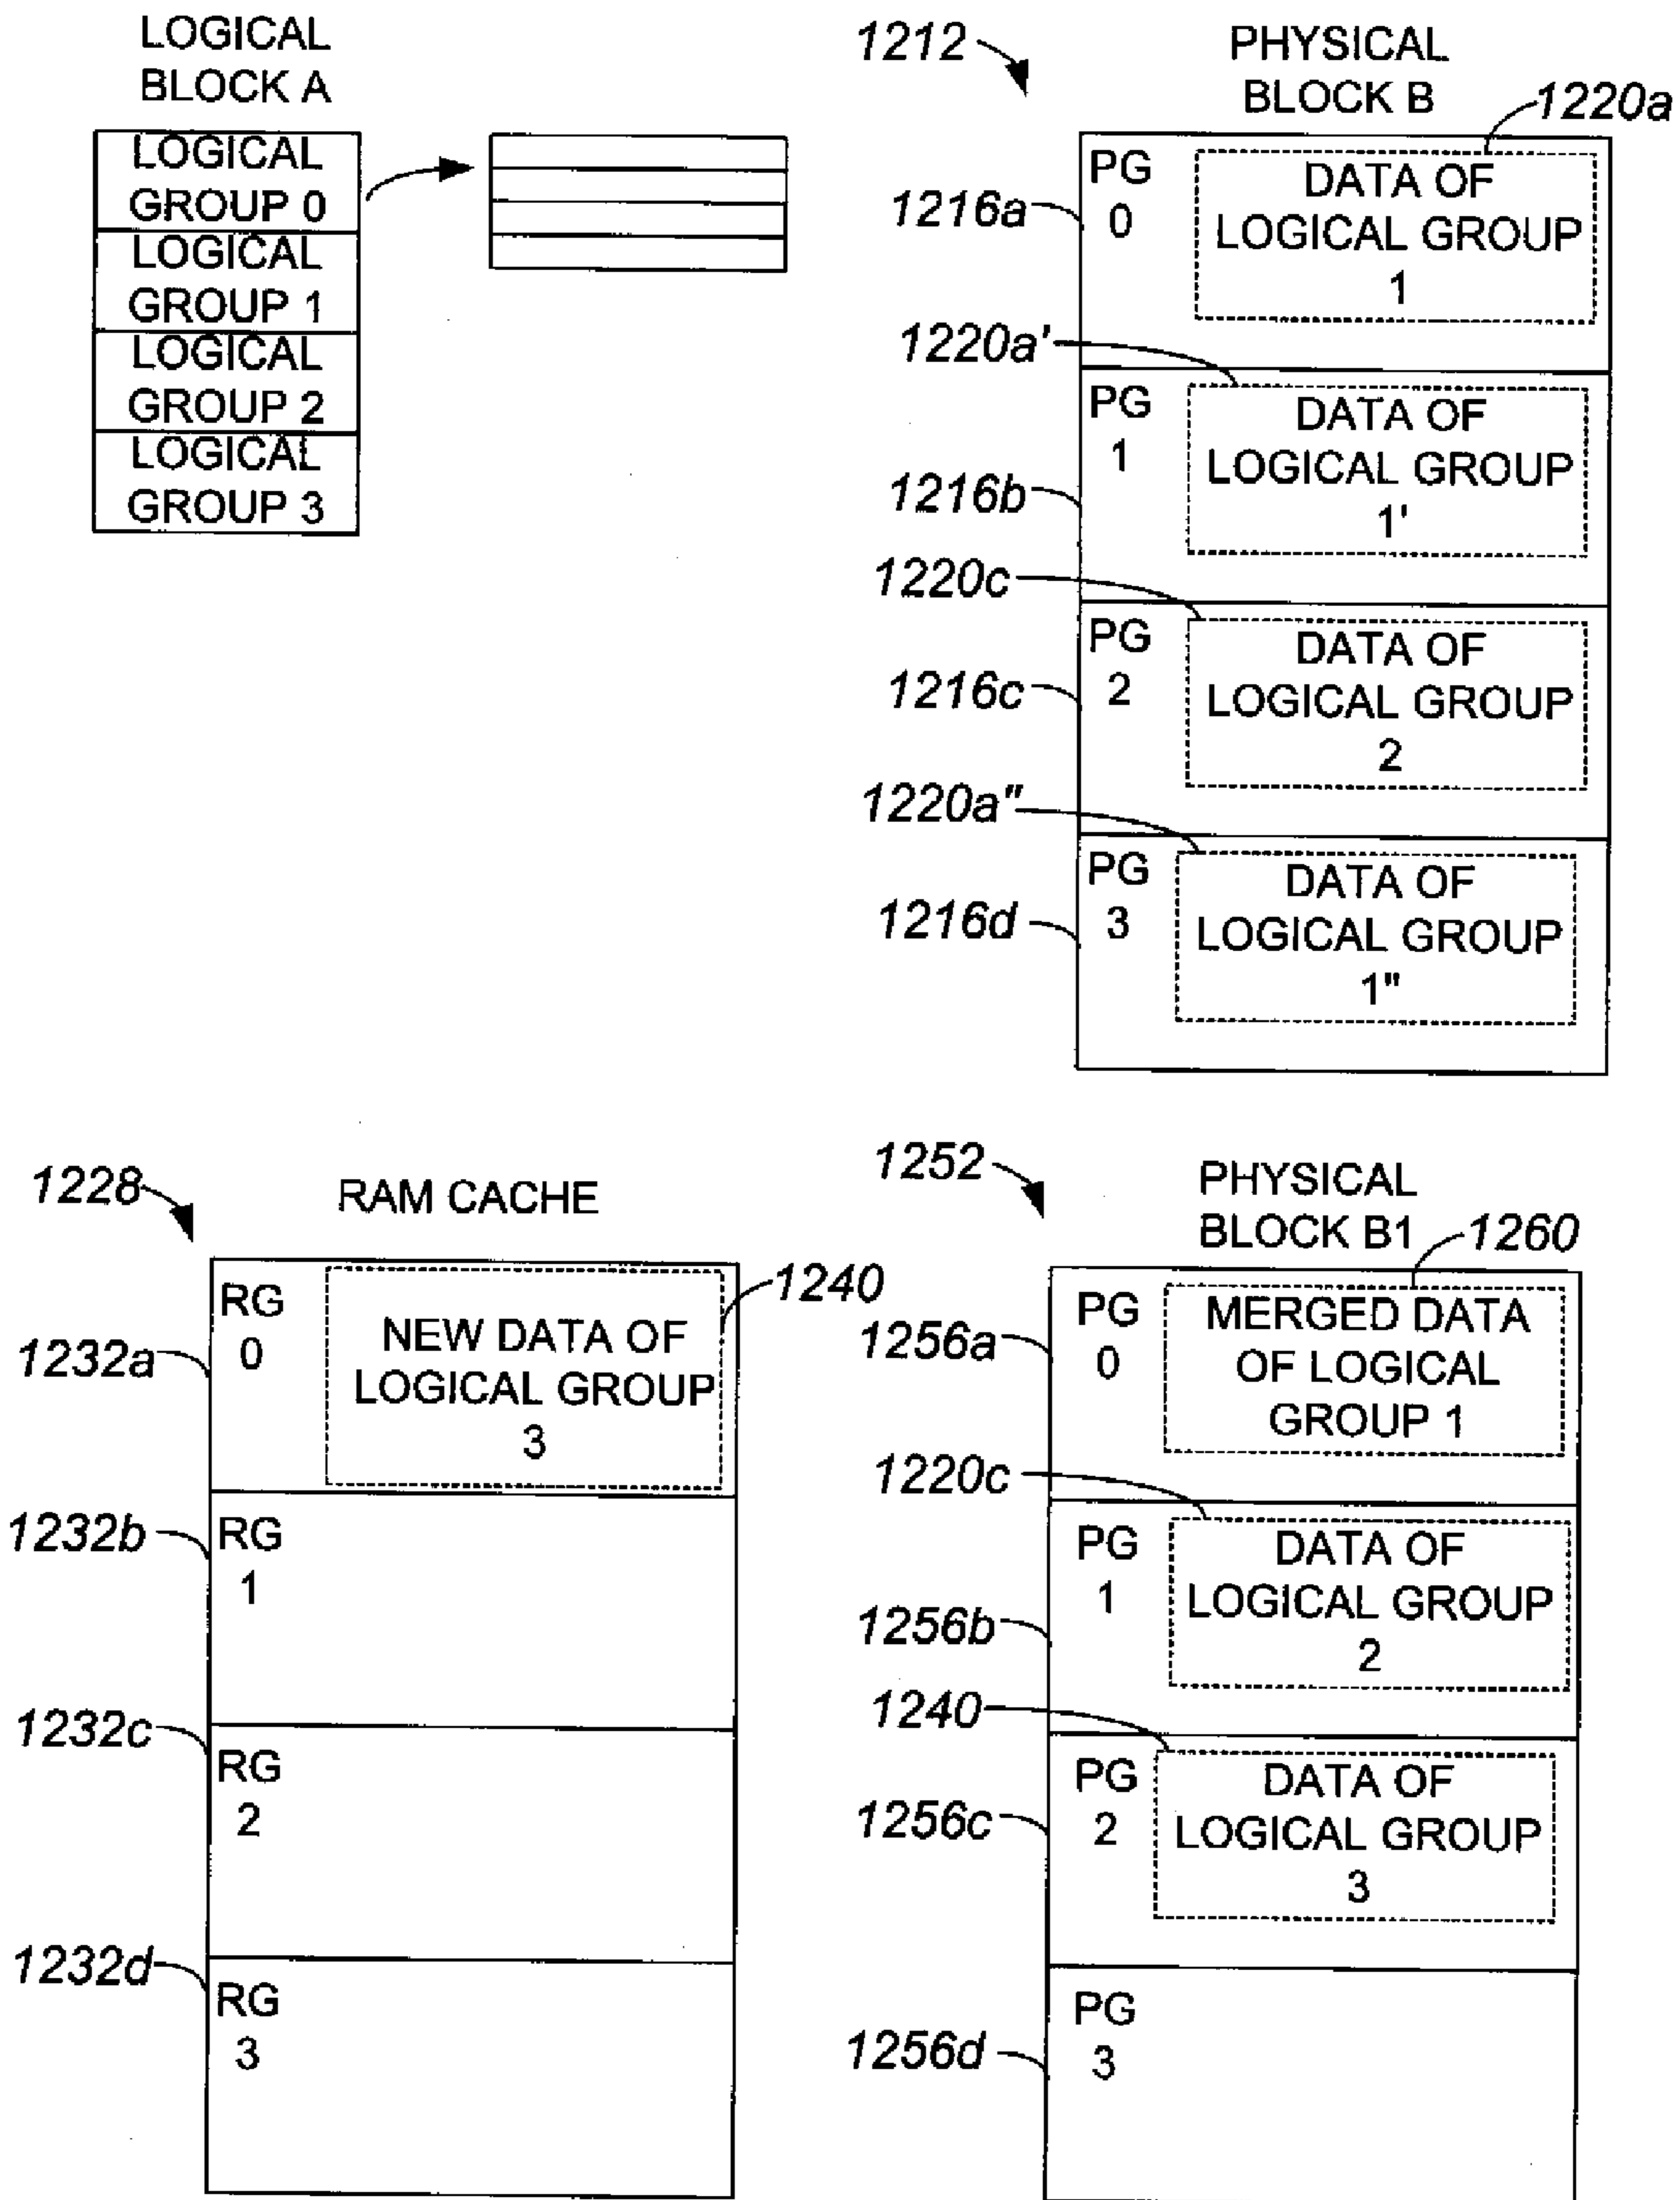 LOGICAL
BLOCK A
LOGICAL
GROUP 0
LOGICAL
GROUP 1
LOGICAL
GROUP 2
LOGICAL
GROUP 3
1212
PHYSICAL
BLOCK B
1220a
1216a
PG
0
DATA OF
LOGICAL GROUP
1
1220a'
1216b
PG
1
DATA OF
LOGICAL GROUP
1'
1220c
1216c
PG
2
DATA OF
LOGICAL GROUP
2
1220a"
1216d
PG
3
DATA OF
LOGICAL GROUP
1"
1228
RAM CACHE
1232a
RG
0
NEW DATA OF
LOGICAL GROUP
3
1240
1232b
RG
1
1232c
RG
2
1232d
RG
3
1252
PHYSICAL
BLOCK B1
1260
1256a
PG
0
MERGED DATA
OF LOGICAL
GROUP 1
1220c
1256b
PG
1
DATA OF
LOGICAL GROUP
2
1240
1256c
PG
2
DATA OF
LOGICAL GROUP
3
1256d
PG
3